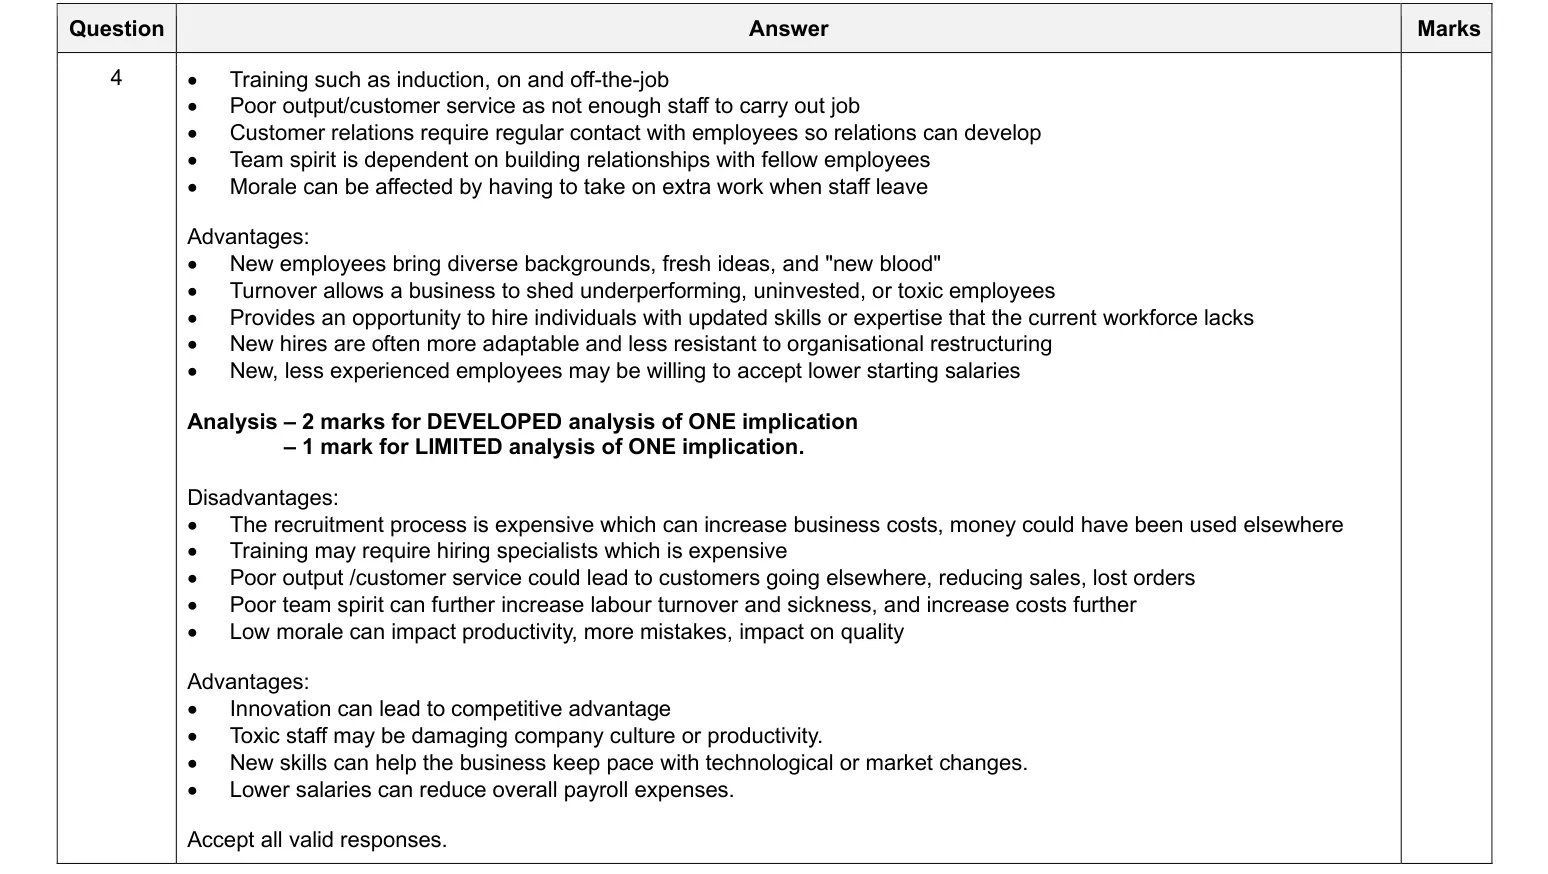 Question Answer Marks
4
• Training such as induction, on and off-the-job
• Poor output/customer service as not enough staff to carry out job
• Customer relations require regular contact with employees so relations can develop
• Team spirit is dependent on building relationships with fellow employees
• Morale can be affected by having to take on extra work when staff leave
Advantages:
• New employees bring diverse backgrounds, fresh ideas, and "new blood"
• Turnover allows a business to shed underperforming, uninvested, or toxic employees
• Provides an opportunity to hire individuals with updated skills or expertise that the current workforce lacks
• New hires are often more adaptable and less resistant to organisational restructuring
• New, less experienced employees may be willing to accept lower starting salaries
Analysis – 2 marks for DEVELOPED analysis of ONE implication
– 1 mark for LIMITED analysis of ONE implication.
Disadvantages:
• The recruitment process is expensive which can increase business costs, money could have been used elsewhere
• Training may require hiring specialists which is expensive
• Poor output /customer service could lead to customers going elsewhere, reducing sales, lost orders
• Poor team spirit can further increase labour turnover and sickness, and increase costs further
• Low morale can impact productivity, more mistakes, impact on quality
Advantages:
• Innovation can lead to competitive advantage
• Toxic staff may be damaging company culture or productivity.
• New skills can help the business keep pace with technological or market changes.
• Lower salaries can reduce overall payroll expenses.
Accept all valid responses.